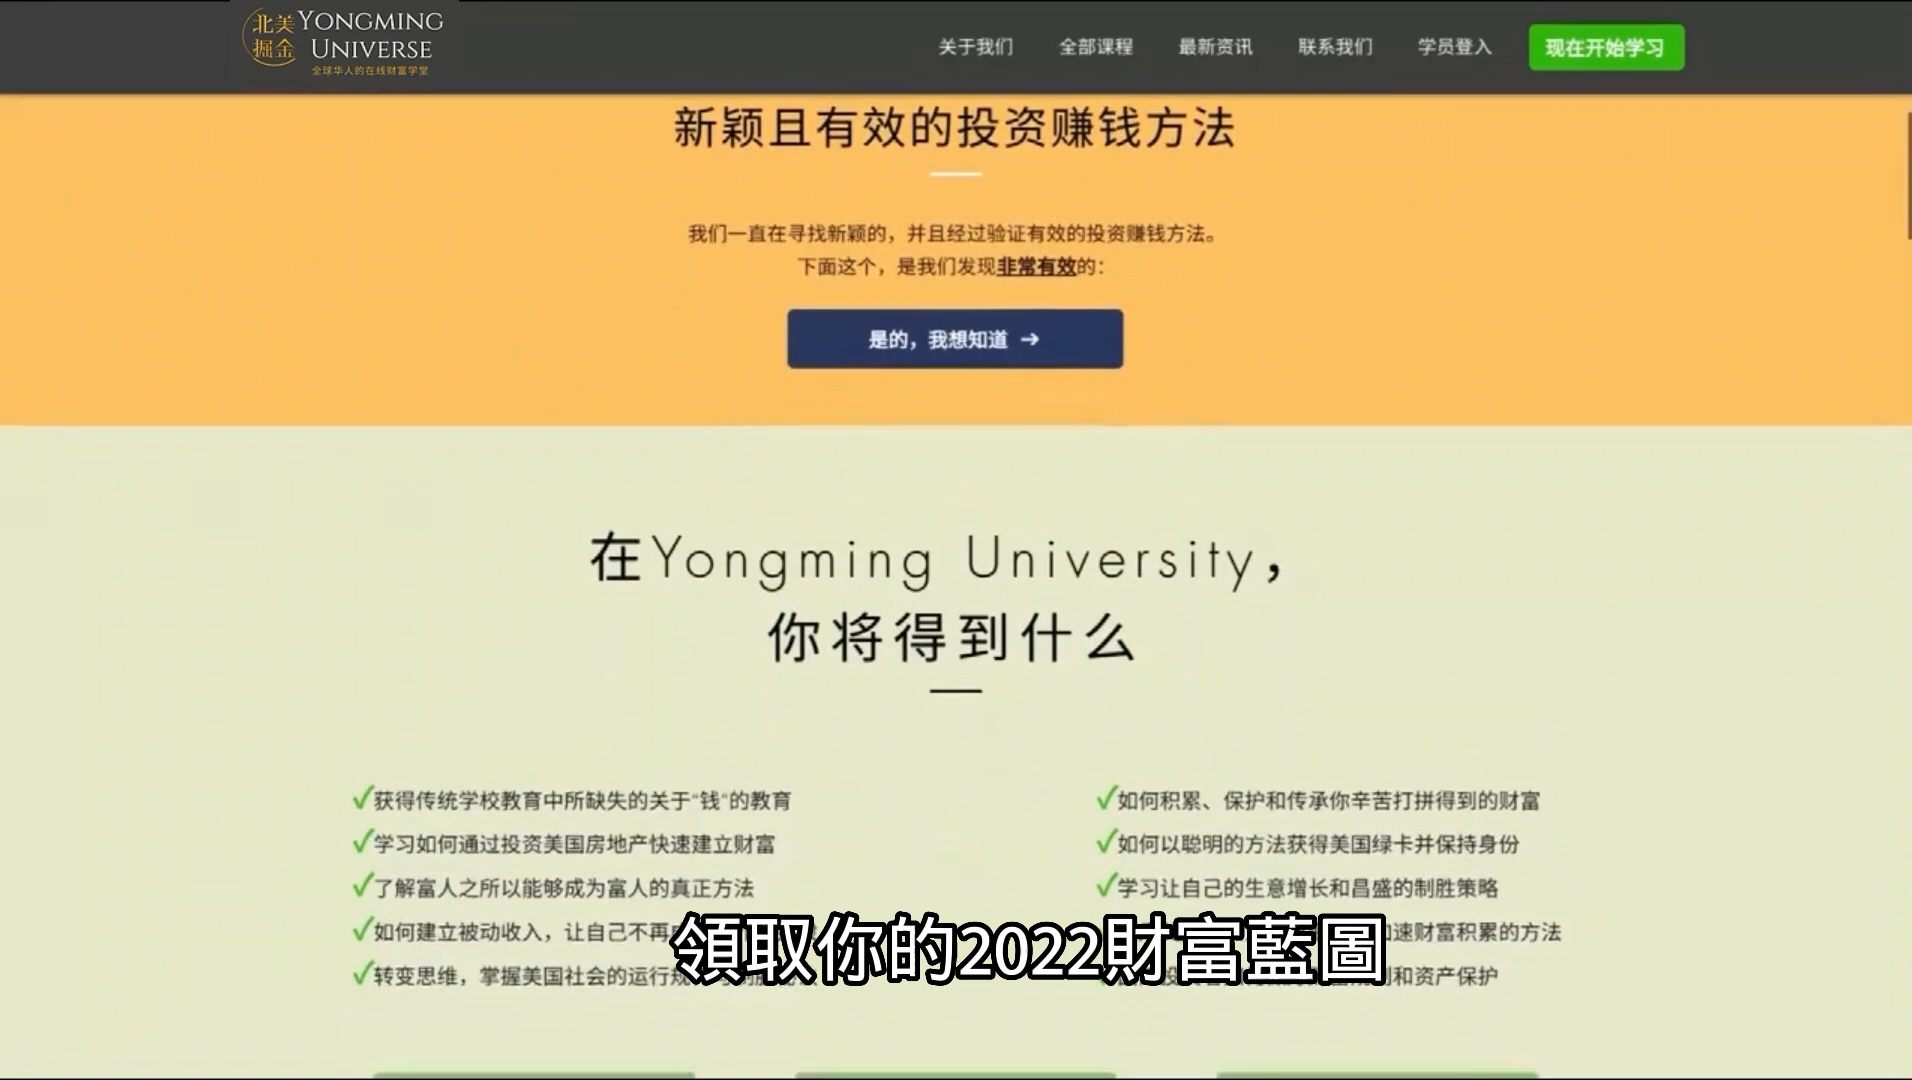 北美
掘金
YONGMING
UNIVERSE
全球华人的在线财富学堂
关于我们
全部课程
最新资讯
联系我们
学员登入
现在开始学习
新颖且有效的投资赚钱方法
我们一直在寻找新颖的，并且经过验证有效的投资赚钱方法。
下面这个，是我们发现非常有效的：
是的，我想知道 →
在Yongming University，
你将得到什么
✓获得传统学校教育中所缺失的关于“钱”的教育
✓学习如何通过投资美国房地产快速建立财富
✓了解富人之所以能够成为富人的真正方法
✓如何建立被动收入，让自己不再
✓转变思维，掌握美国社会的运行规
✓如何积累、保护和传承你辛苦打拼得到的财富
✓如何以聪明的方法获得美国绿卡并保持身份
✓学习让自己的生意增长和昌盛的制胜策略
速财富积累的方法
和资产保护
領取你的2022財富藍圖